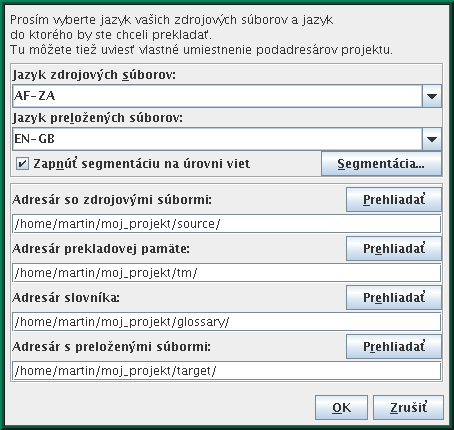 Prosím vyberte jazyk vašich zdrojových súborov a jazyk
do ktorého by ste chceli prekladať.
Tu môžete tiež uviesť vlastné umiestnenie podadresárov projektu.
Jazyk zdrojových súborov:
AF-ZA
Jazyk preložených súborov:
EN-GB
Zapnúť segmentáciu na úrovni viet
Segmentácia...
Adresár so zdrojovými súbormi:
Prehliadať
/home/martin/moj_projekt/source/
Adresár prekladovej pamäte:
Prehliadať
/home/martin/moj_projekt/tm/
Adresár slovníka:
Prehliadať
/home/martin/moj_projekt/glossary/
Adresár s preloženými súbormi:
Prehliadať
/home/martin/moj_projekt/target/
OK
Zrušiť